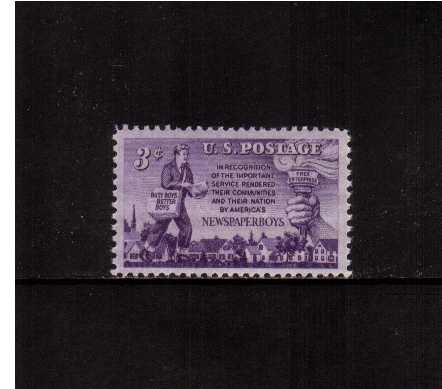 3¢ U.S. POSTAGE
IN RECOGNITION
OF THE IMPORTANT
SERVICE RENDERED
THEIR COMMUNITIES
AND THEIR NATION
BY AMERICA'S
NEWSPAPERBOYS
BUSY BOYS
BETTER
BOYS
FREE
ENTERPRISE